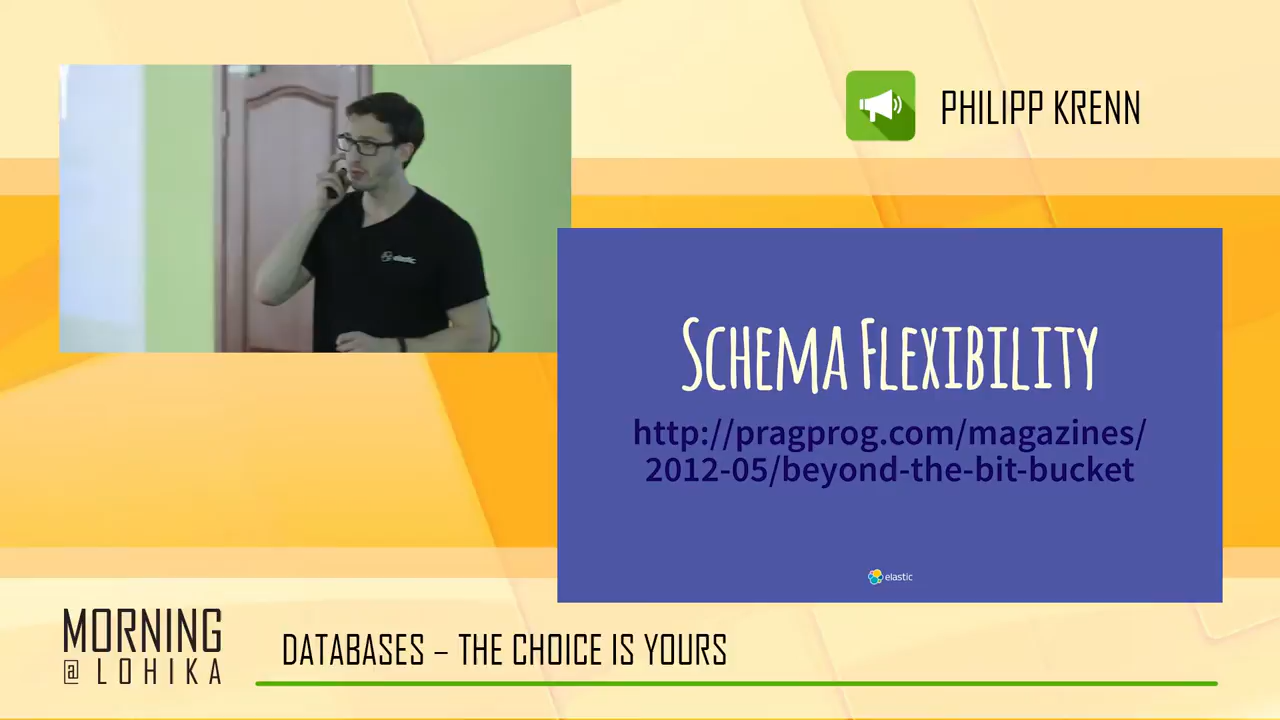 PHILIPP KRENN
elastic
SCHEMA FLEXIBILITY
http://pragprog.com/magazines/
2012-05/beyond-the-bit-bucket
elastic
MORNING
@ LOHIKA
DATABASES – THE CHOICE IS YOURS